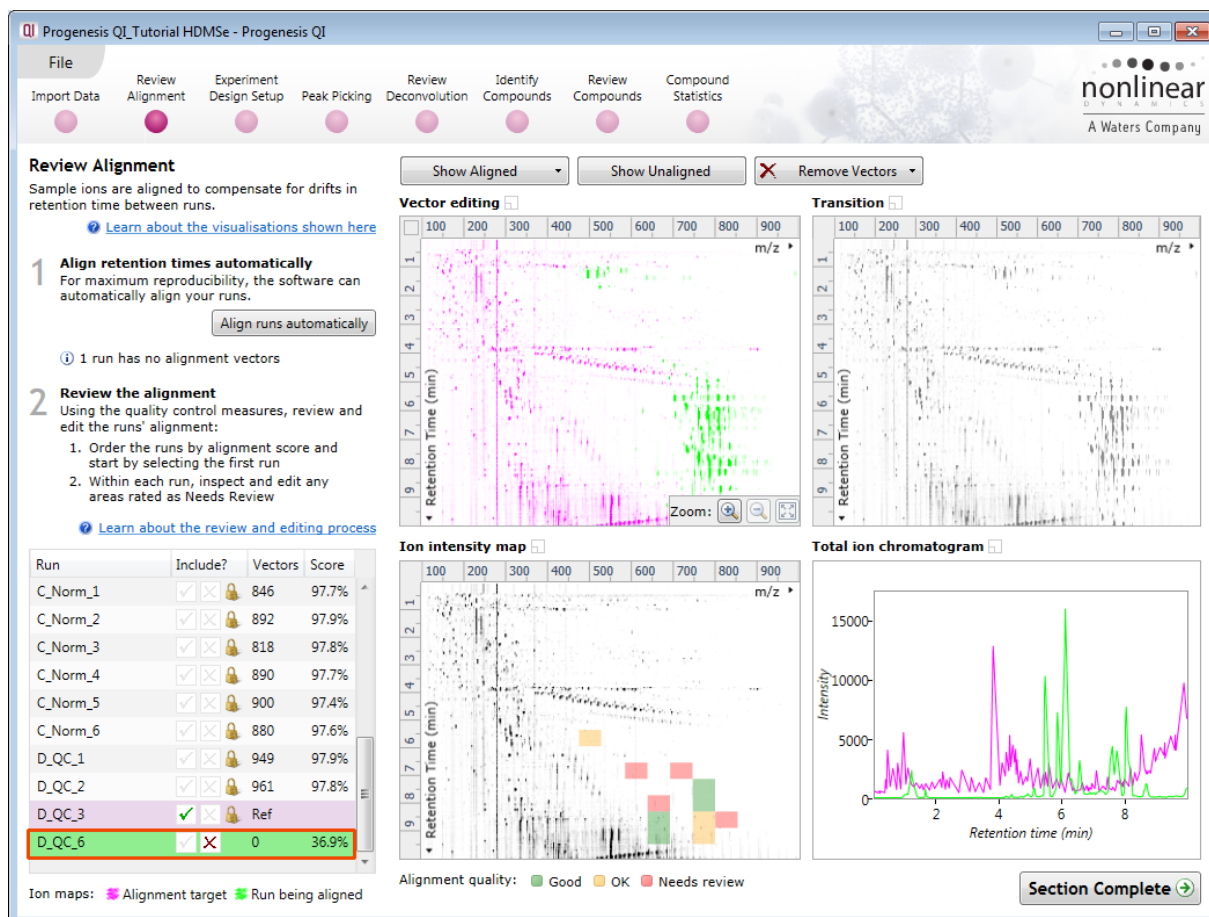 QI Progenesis QI_Tutorial HDMSe - Progenesis QI
File
Import Data
Review
Alignment
Experiment
Design Setup
Peak Picking
Review
Deconvolution
Identify
Compounds
Review
Compounds
Compound
Statistics
nonlinear
DYNAMICS
A Waters Company
Review Alignment
Sample ions are aligned to compensate for drifts in
retention time between runs.
? Learn about the visualisations shown here
1 Align retention times automatically
For maximum reproducibility, the software can
automatically align your runs.
Align runs automatically
i 1 run has no alignment vectors
2 Review the alignment
Using the quality control measures, review and
edit the runs' alignment:
1. Order the runs by alignment score and
start by selecting the first run
2. Within each run, inspect and edit any
areas rated as Needs Review
? Learn about the review and editing process
Run Include? Vectors Score
C_Norm_1 846 97.7%
C_Norm_2 892 97.9%
C_Norm_3 818 97.8%
C_Norm_4 890 97.7%
C_Norm_5 900 97.4%
C_Norm_6 880 97.6%
D_QC_1 949 97.9%
D_QC_2 961 97.8%
D_QC_3 Ref
D_QC_6 0 36.9%
Ion maps: Alignment target Run being aligned
Show Aligned
Show Unaligned
Remove Vectors
Vector editing
100 200 300 400 500 600 700 800 900
m/z
1
2
3
4
5
6
7
8
9
Retention Time (min)
Zoom:
Transition
100 200 300 400 500 600 700 800 900
m/z
1
2
3
4
5
6
7
8
9
Retention Time (min)
Ion intensity map
100 200 300 400 500 600 700 800 900
m/z
1
2
3
4
5
6
7
8
9
Retention Time (min)
Alignment quality: Good OK Needs review
Total ion chromatogram
15000
10000
5000
0
Intensity
2 4 6 8
Retention time (min)
Section Complete